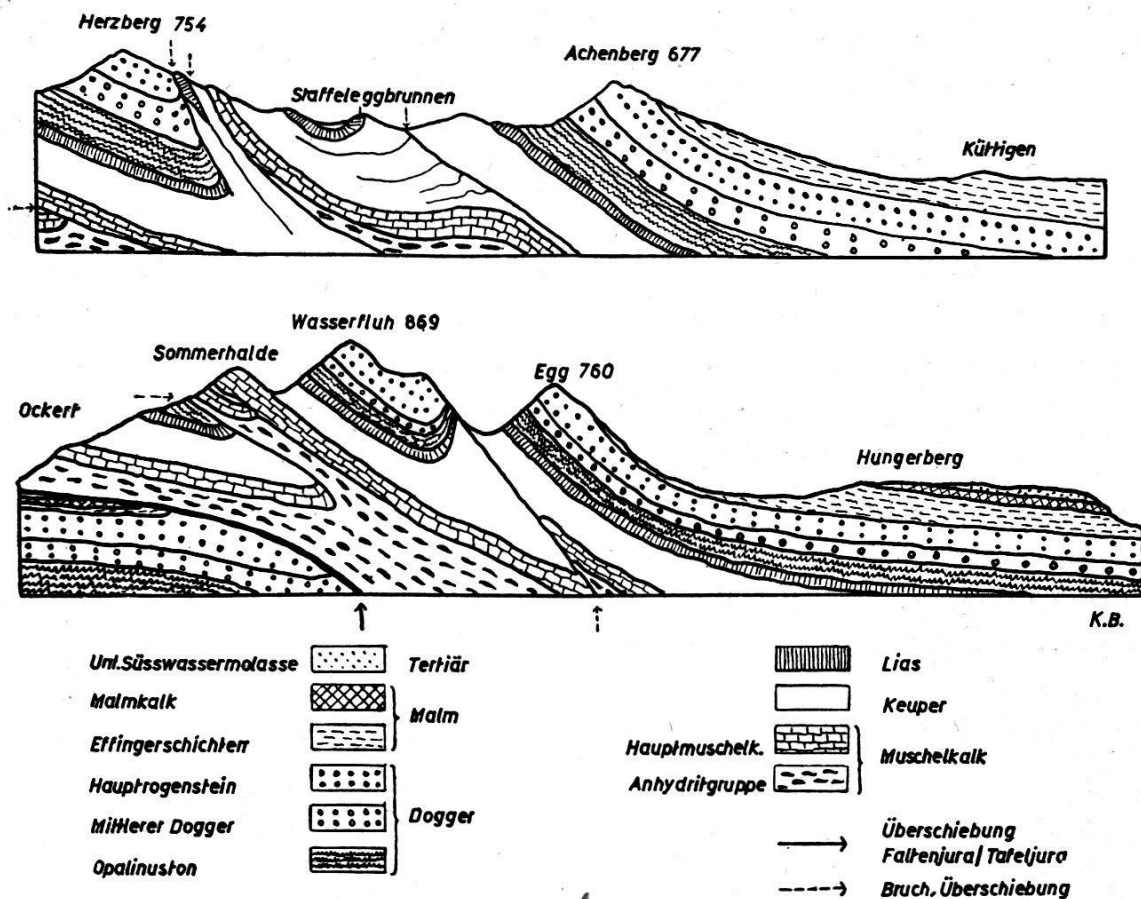 Herzberg 754
Staffeleggbrunnen
Achenberg 677
Küttigen
Wasserfluh 869
Sommerhalde
Ockert
Egg 760
Hungerberg
K.B.
Unt.Süsswassermolasse
Tertiär
Malmkalk
Malm
Effingerschichten
Hauptrogenstein
Mittlerer Dogger
Dogger
Opalinuston
Lias
Keuper
Hauptmuschelk.
Muschelkalk
Anhydritgruppe
Überschiebung
Faltenjura/Tafeljura
Bruch, Überschiebung